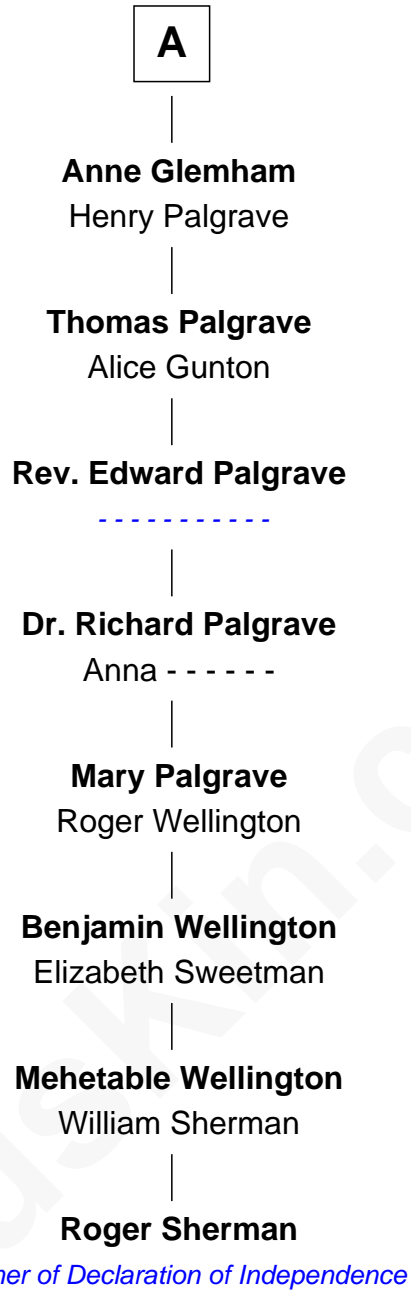 A
Anne Glemham
Henry Palgrave
Thomas Palgrave
Alice Gunton
Rev. Edward Palgrave
- - - - - - - - - - -
Dr. Richard Palgrave
Anna - - - - - -
Mary Palgrave
Roger Wellington
Benjamin Wellington
Elizabeth Sweetman
Mehetable Wellington
William Sherman
Roger Sherman
of Declaration of Independence